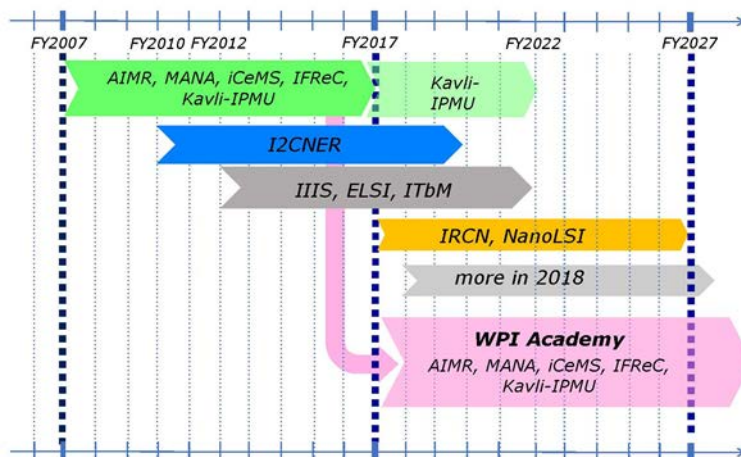 FY2007 FY2010 FY2012 FY2017 FY2022 FY2027
AIMR, MANA, iCeMS, IFReC,
Kavli-IPMU
Kavli-
IPMU
I2CNER
IIIS, ELSI, ITbM
IRCN, NanoLSI
more in 2018
WPI Academy
AIMR, MANA, iCeMS, IFReC,
Kavli-IPMU